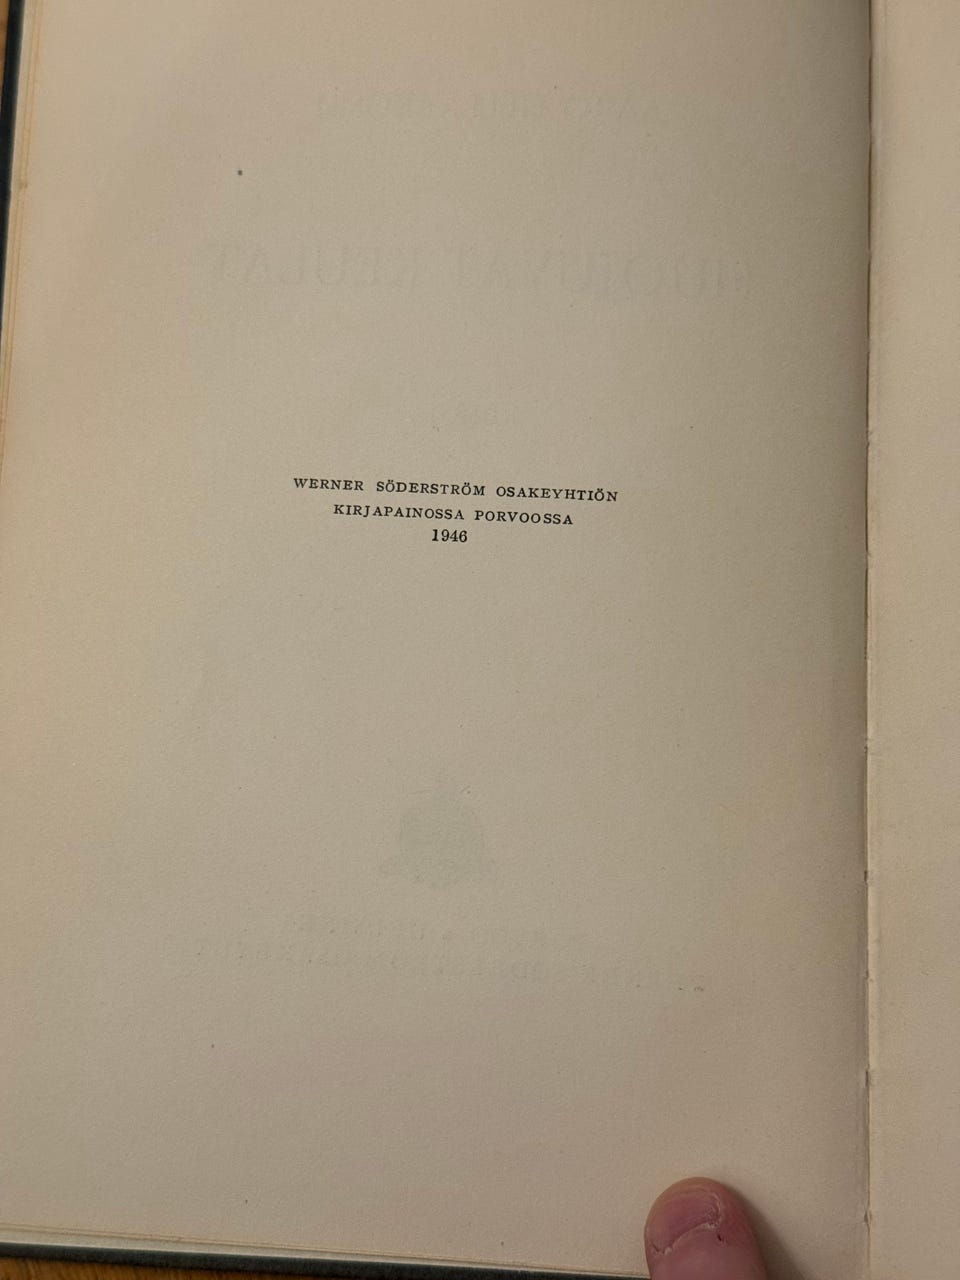 WERNER SÖDERSTRÖM OSAKEYHTIÖN
KIRJAPAINOSSA PORVOOSSA
1946